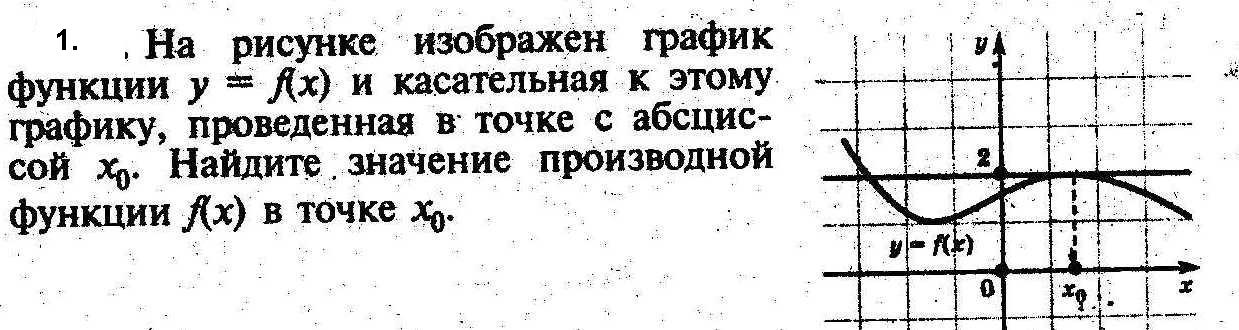 1. На рисунке изображен график
функции y = f(x) и касательная к этому
графику, проведенная в точке с абсцис-
сой x₀. Найдите значение производной
функции f(x) в точке x₀.
y
2
y = f(x)
0
x₀
x